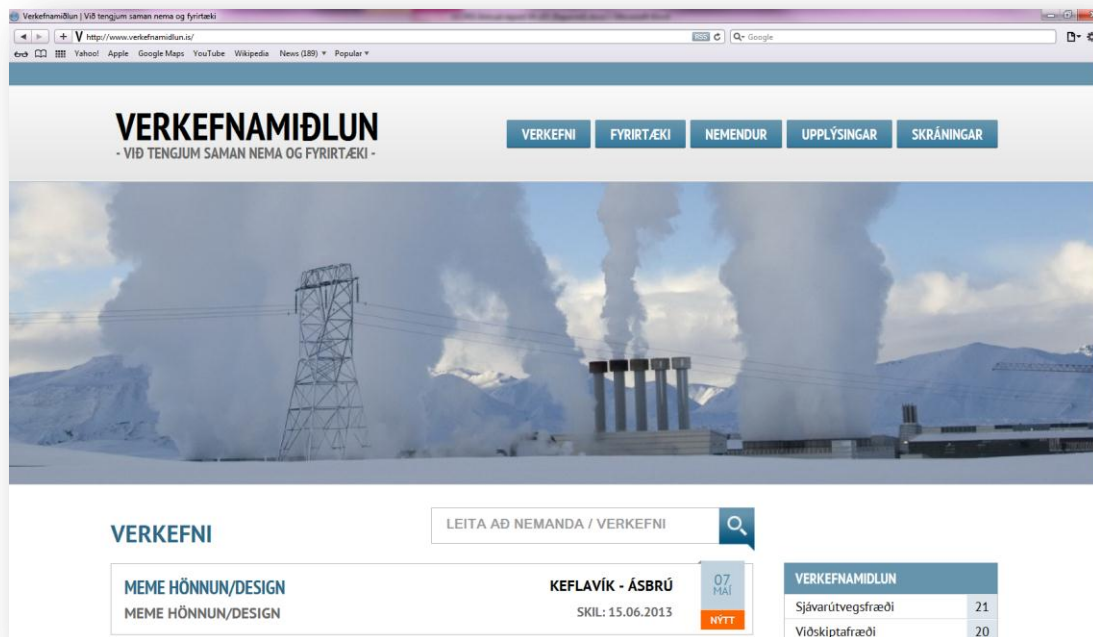 Verkefnamiðlun | Við tengjum saman nema og fyrirtæki
http://www.verkefnamidlun.is/
RSS
Google
Yahoo! Apple Google Maps YouTube Wikipedia News (189) Popular
VERKEFNAMIÐLUN
- VIÐ TENGJUM SAMAN NEMA OG FYRIRTÆKI -
VERKEFNI FYRIRTÆKI NEMENDUR UPPLÝSINGAR SKRÁNINGAR
VERKEFNI
LEITA AÐ NEMANDA / VERKEFNI
MEME HÖNNUN/DESIGN
MEME HÖNNUN/DESIGN
KEFLAVÍK - ÁSBRÚ
SKIL: 15.06.2013
07
MAÍ
NÝTT
VERKEFNAMIDLUN
Sjávarútvegsfræði 21
Viðskiptafræði 20